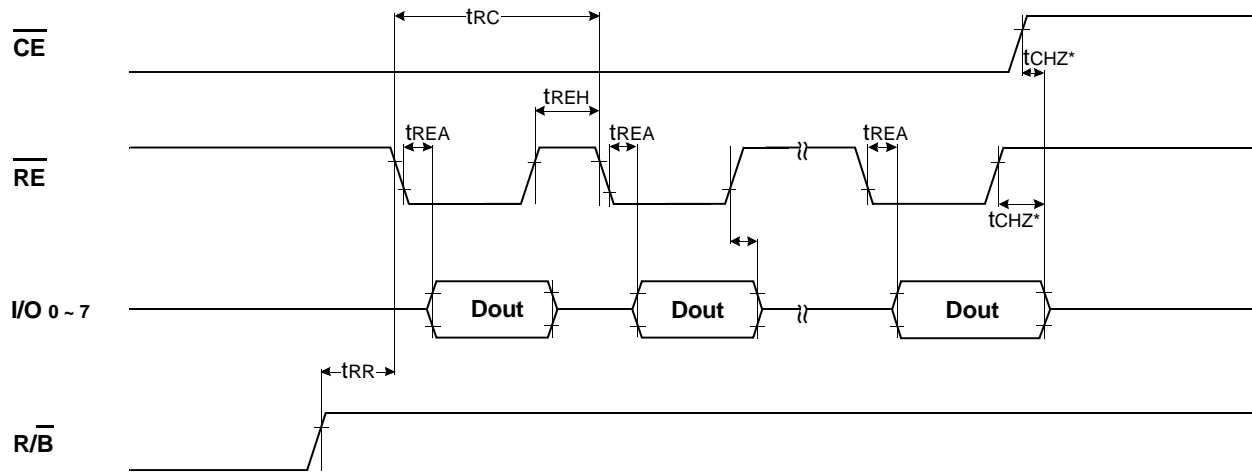 tRC
CE
tCHZ*
tREH
tREA
tREA
tREA
RE
tCHZ*
I/O 0 ~ 7
Dout
Dout
Dout
tRR
R/B